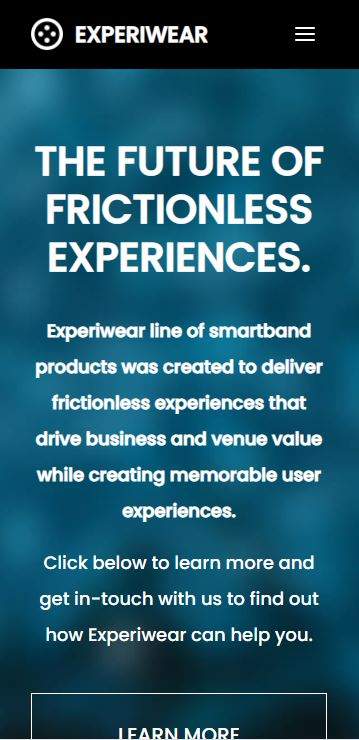 EXPERIWEAR
THE FUTURE OF
FRICTIONLESS
EXPERIENCES.
Experiwear line of smartband
products was created to deliver
frictionless experiences that
drive business and venue value
while creating memorable user
experiences.
Click below to learn more and
get in-touch with us to find out
how Experiwear can help you.
LEARN MORE